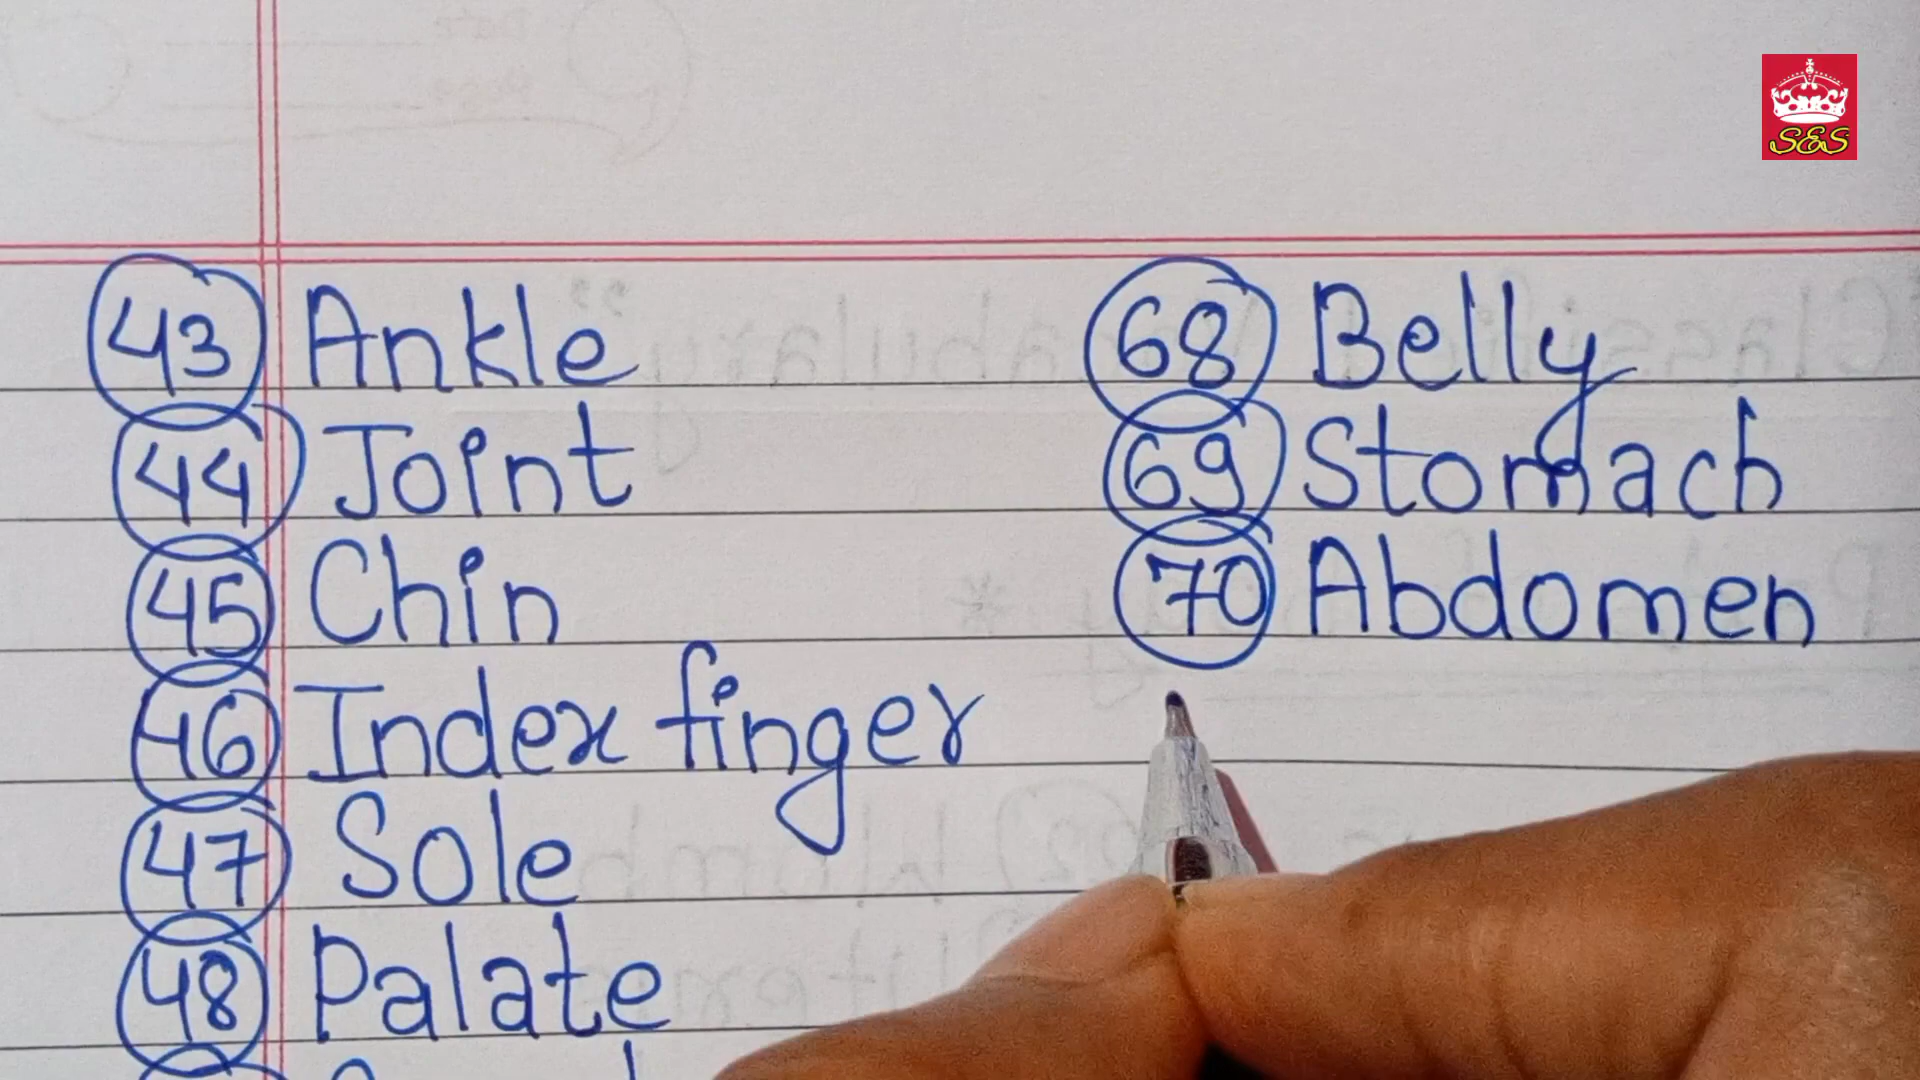 S&S
43 Ankle
44 Joint
45 Chin
46 Index finger
47 Sole
48 Palate
68 Belly
69 Stomach
70 Abdomen